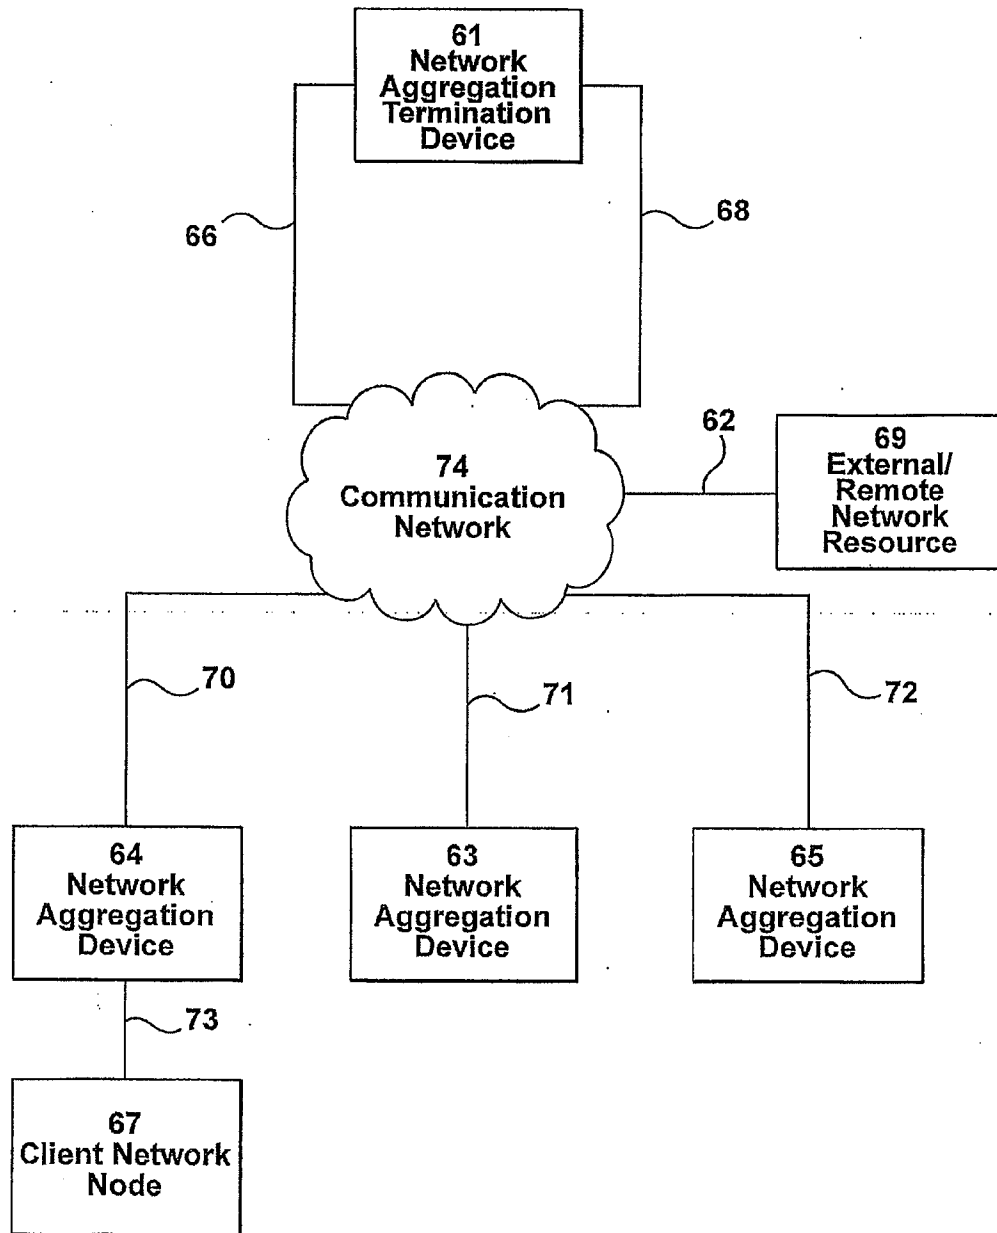 61
Network
Aggregation
Termination
Device
66
68
74
Communication
Network
62
69
External/
Remote
Network
Resource
70
71
72
64
Network
Aggregation
Device
63
Network
Aggregation
Device
65
Network
Aggregation
Device
73
67
Client Network
Node